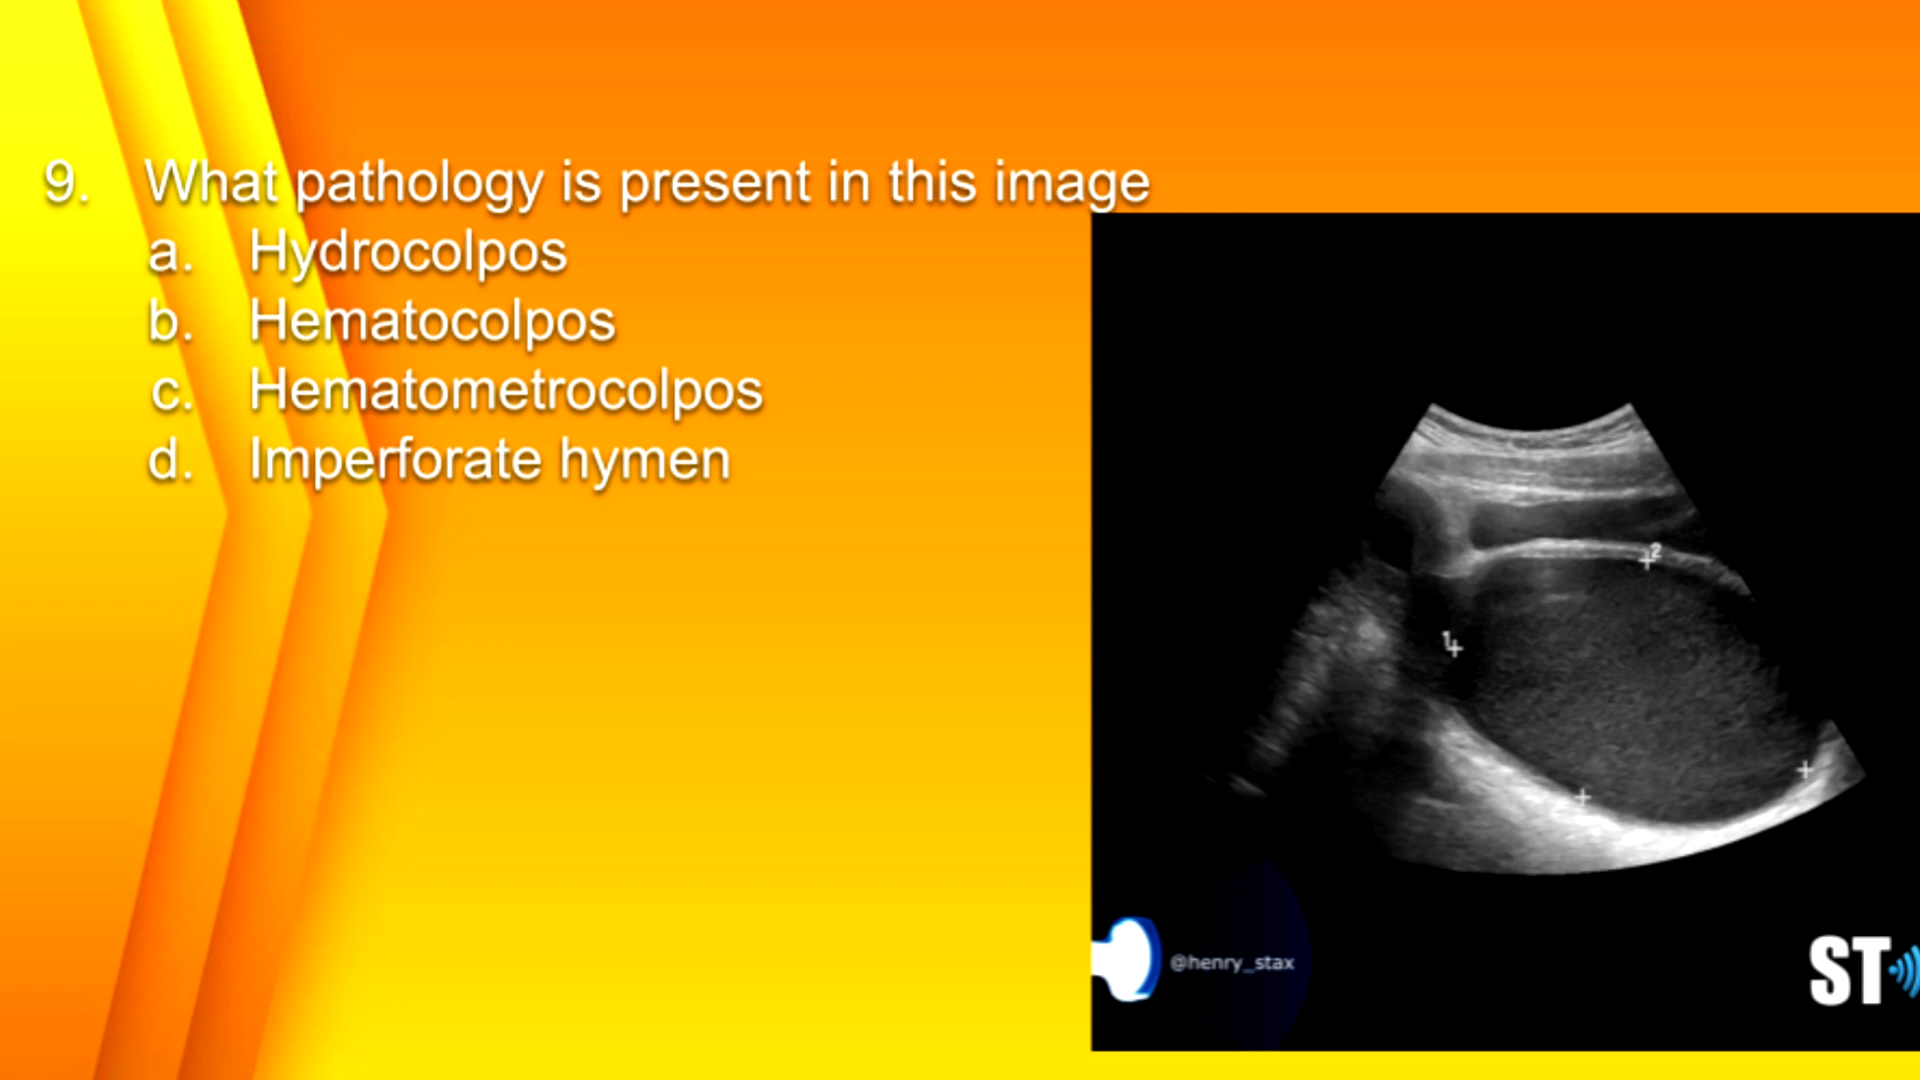 9. What pathology is present in this image
a. Hydrocolpos
b. Hematocolpos
c. Hematometrocolpos
d. Imperforate hymen
2
1
@henry_stax
ST